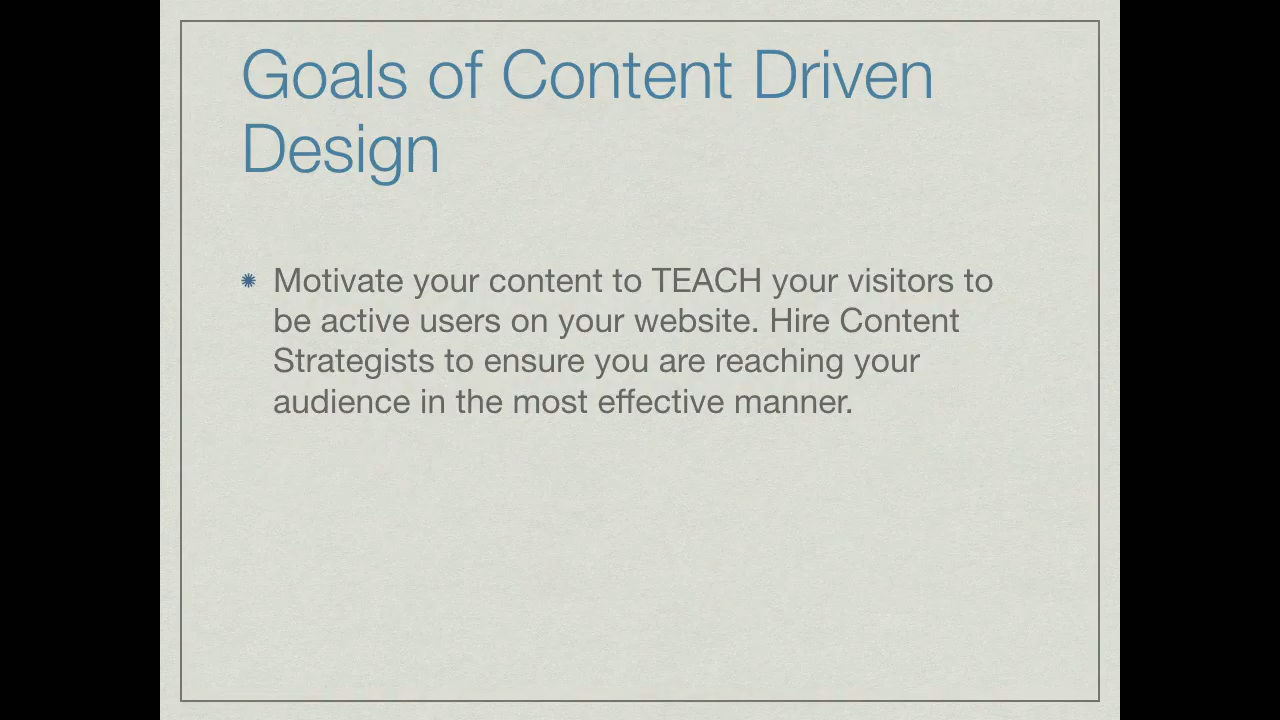 Goals of Content Driven
Design
Motivate your content to TEACH your visitors to
be active users on your website. Hire Content
Strategists to ensure you are reaching your
audience in the most effective manner.